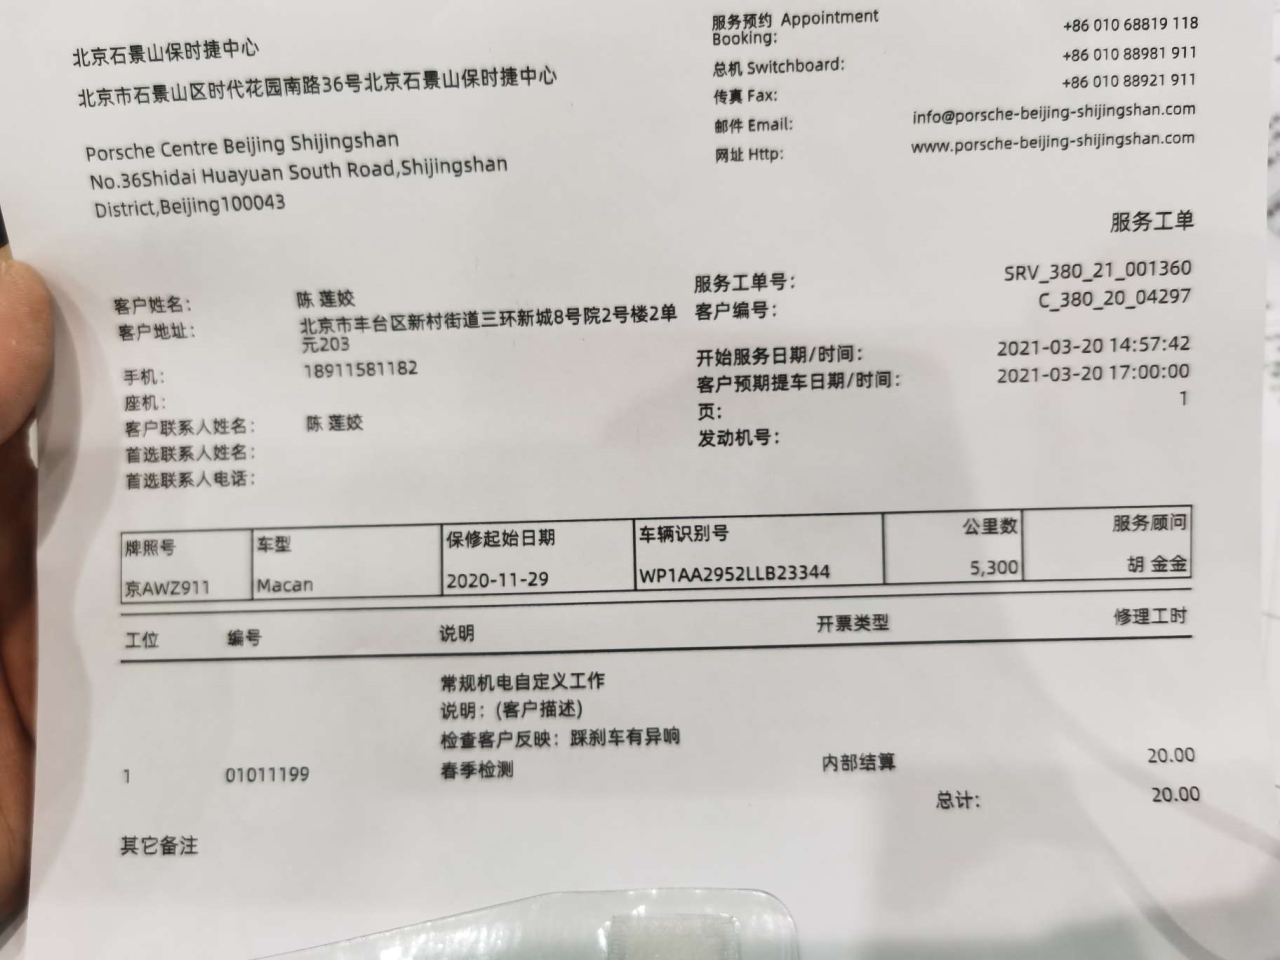 北京石景山保时捷中心
北京市石景山区时代花园南路36号北京石景山保时捷中心
Porsche Centre Beijing Shijingshan
No.36Shidai Huayuan South Road,Shijingshan
District,Beijing100043
服务预约 Appointment Booking: +86 010 68819 118
总机 Switchboard: +86 010 88981 911
传真 Fax: +86 010 88921 911
邮件 Email: info@porsche-beijing-shijingshan.com
网址 Http: www.porsche-beijing-shijingshan.com
服务工单
客户姓名: 陈 莲姣
客户地址: 北京市丰台区新村街道三环新城8号院2号楼2单
元203
手机: 18911581182
座机:
客户联系人姓名: 陈 莲姣
首选联系人姓名:
首选联系人电话:
服务工单号: SRV_380_21_001360
客户编号: C_380_20_04297
开始服务日期/时间: 2021-03-20 14:57:42
客户预期提车日期/时间: 2021-03-20 17:00:00
页: 1
发动机号:
牌照号 车型 保修起始日期 车辆识别号 公里数 服务顾问
京AWZ911 Macan 2020-11-29 WP1AA2952LLB23344 5,300 胡 金金
工位 编号 说明 开票类型 修理工时
常规机电自定义工作
说明: (客户描述)
检查客户反映: 踩刹车有异响
1 01011199 春季检测 内部结算 20.00
总计: 20.00
其它备注